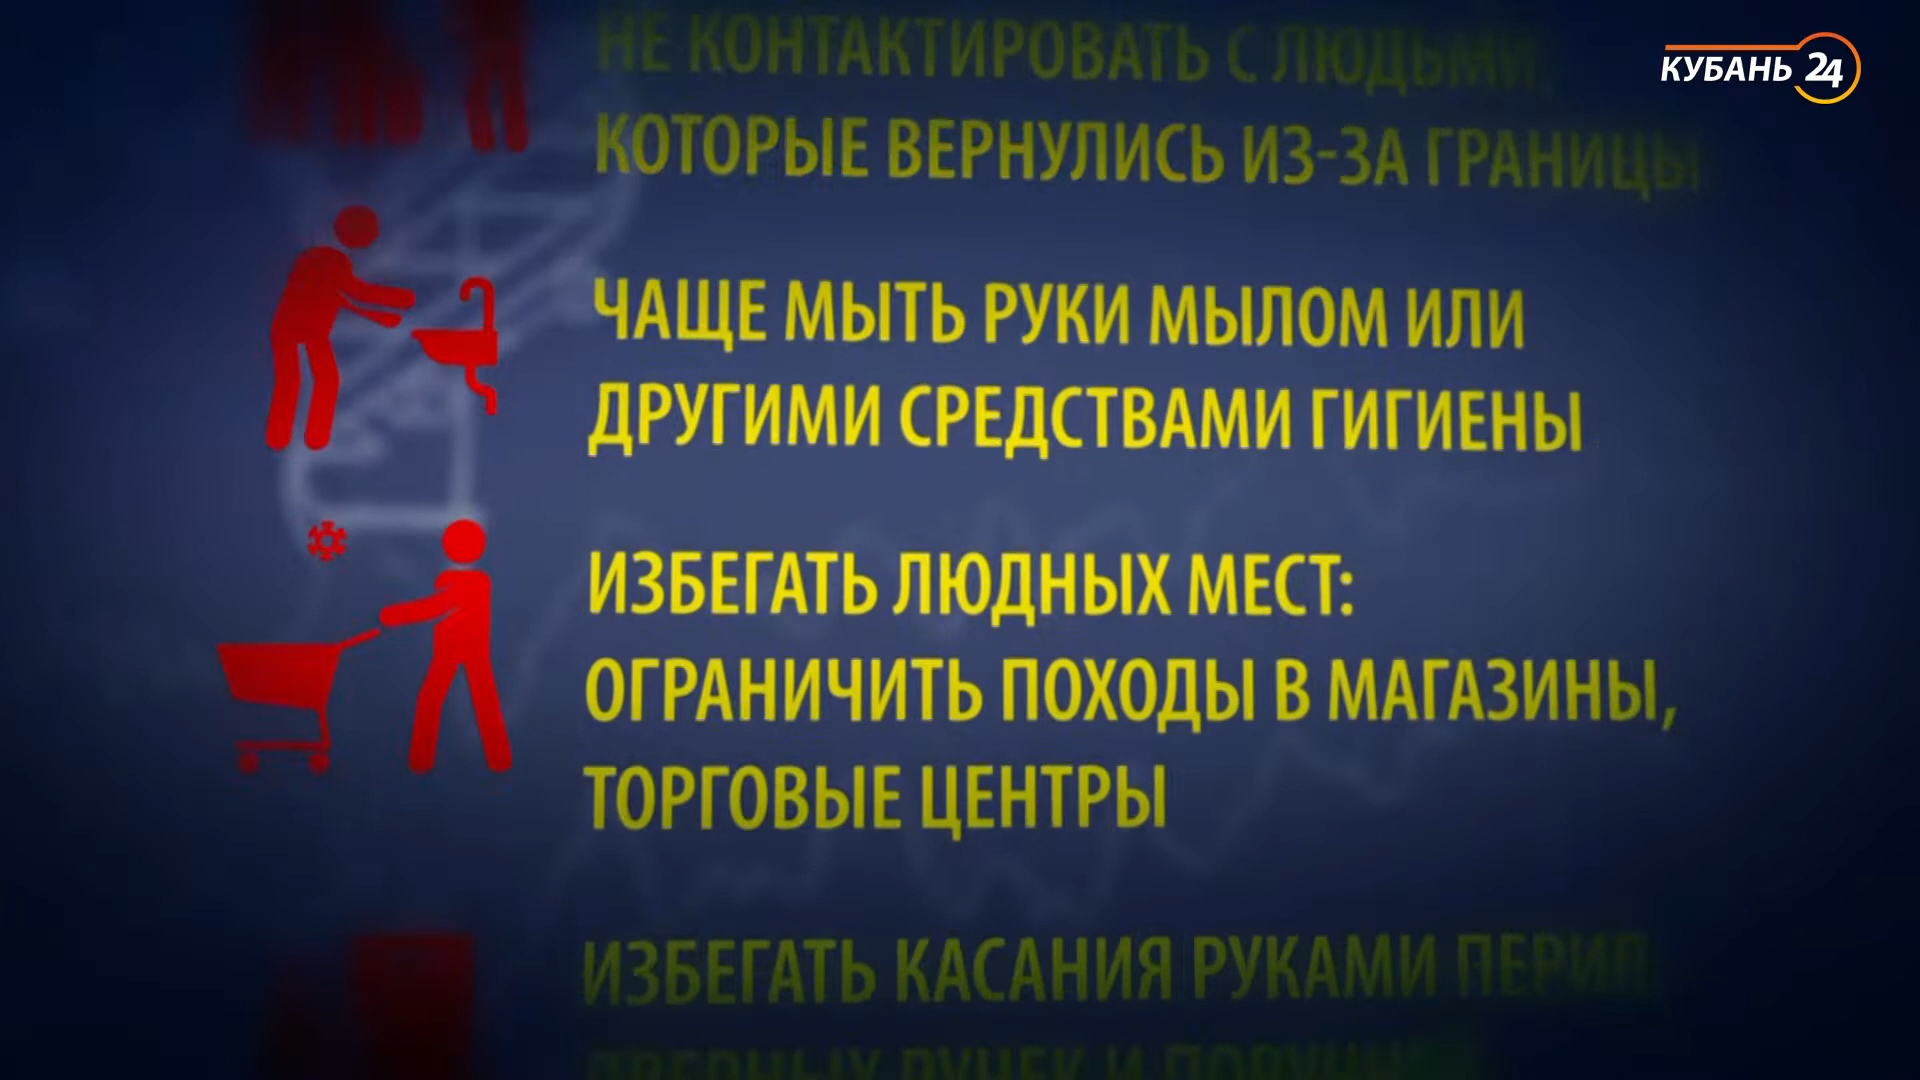 НЕ КОНТАКТИРОВАТЬ С ЛЮДЬМИ,
КУБАНЬ 24
КОТОРЫЕ ВЕРНУЛИСЬ ИЗ-ЗА ГРАНИЦЫ
ЧАЩЕ МЫТЬ РУКИ МЫЛОМ ИЛИ
ДРУГИМИ СРЕДСТВАМИ ГИГИЕНЫ
ИЗБЕГАТЬ ЛЮДНЫХ МЕСТ:
ОГРАНИЧИТЬ ПОХОДЫ В МАГАЗИНЫ,
ТОРГОВЫЕ ЦЕНТРЫ
ИЗБЕГАТЬ КАСАНИЯ РУКАМИ